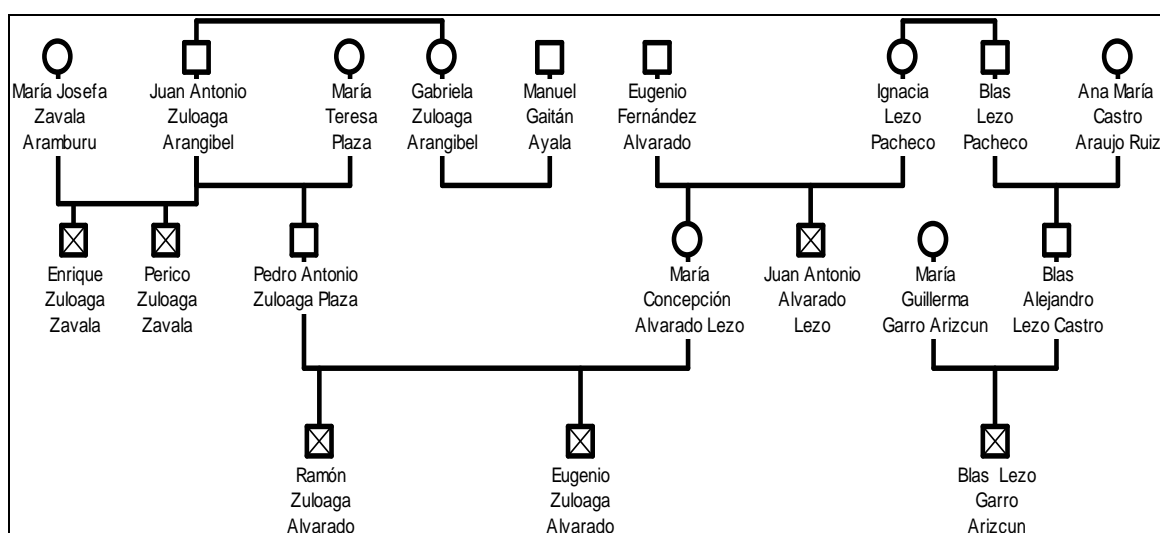 María Josefa
Zavala
Aramburu
Juan Antonio
Zuloaga
Arangibel
María
Teresa
Plaza
Gabriela
Zuloaga
Arangibel
Manuel
Gaitán
Ayala
Eugenio
Fernández
Alvarado
Ignacia
Lezo
Pacheco
Blas
Lezo
Pacheco
Ana María
Castro
Araujo Ruiz
Enrique
Zuloaga
Zavala
Perico
Zuloaga
Zavala
Pedro Antonio
Zuloaga Plaza
María
Concepción
Alvarado Lezo
Juan Antonio
Alvarado
Lezo
María
Guillerma
Garro Arizcun
Blas
Alejandro
Lezo Castro
Ramón
Zuloaga
Alvarado
Eugenio
Zuloaga
Alvarado
Blas Lezo
Garro
Arizcun